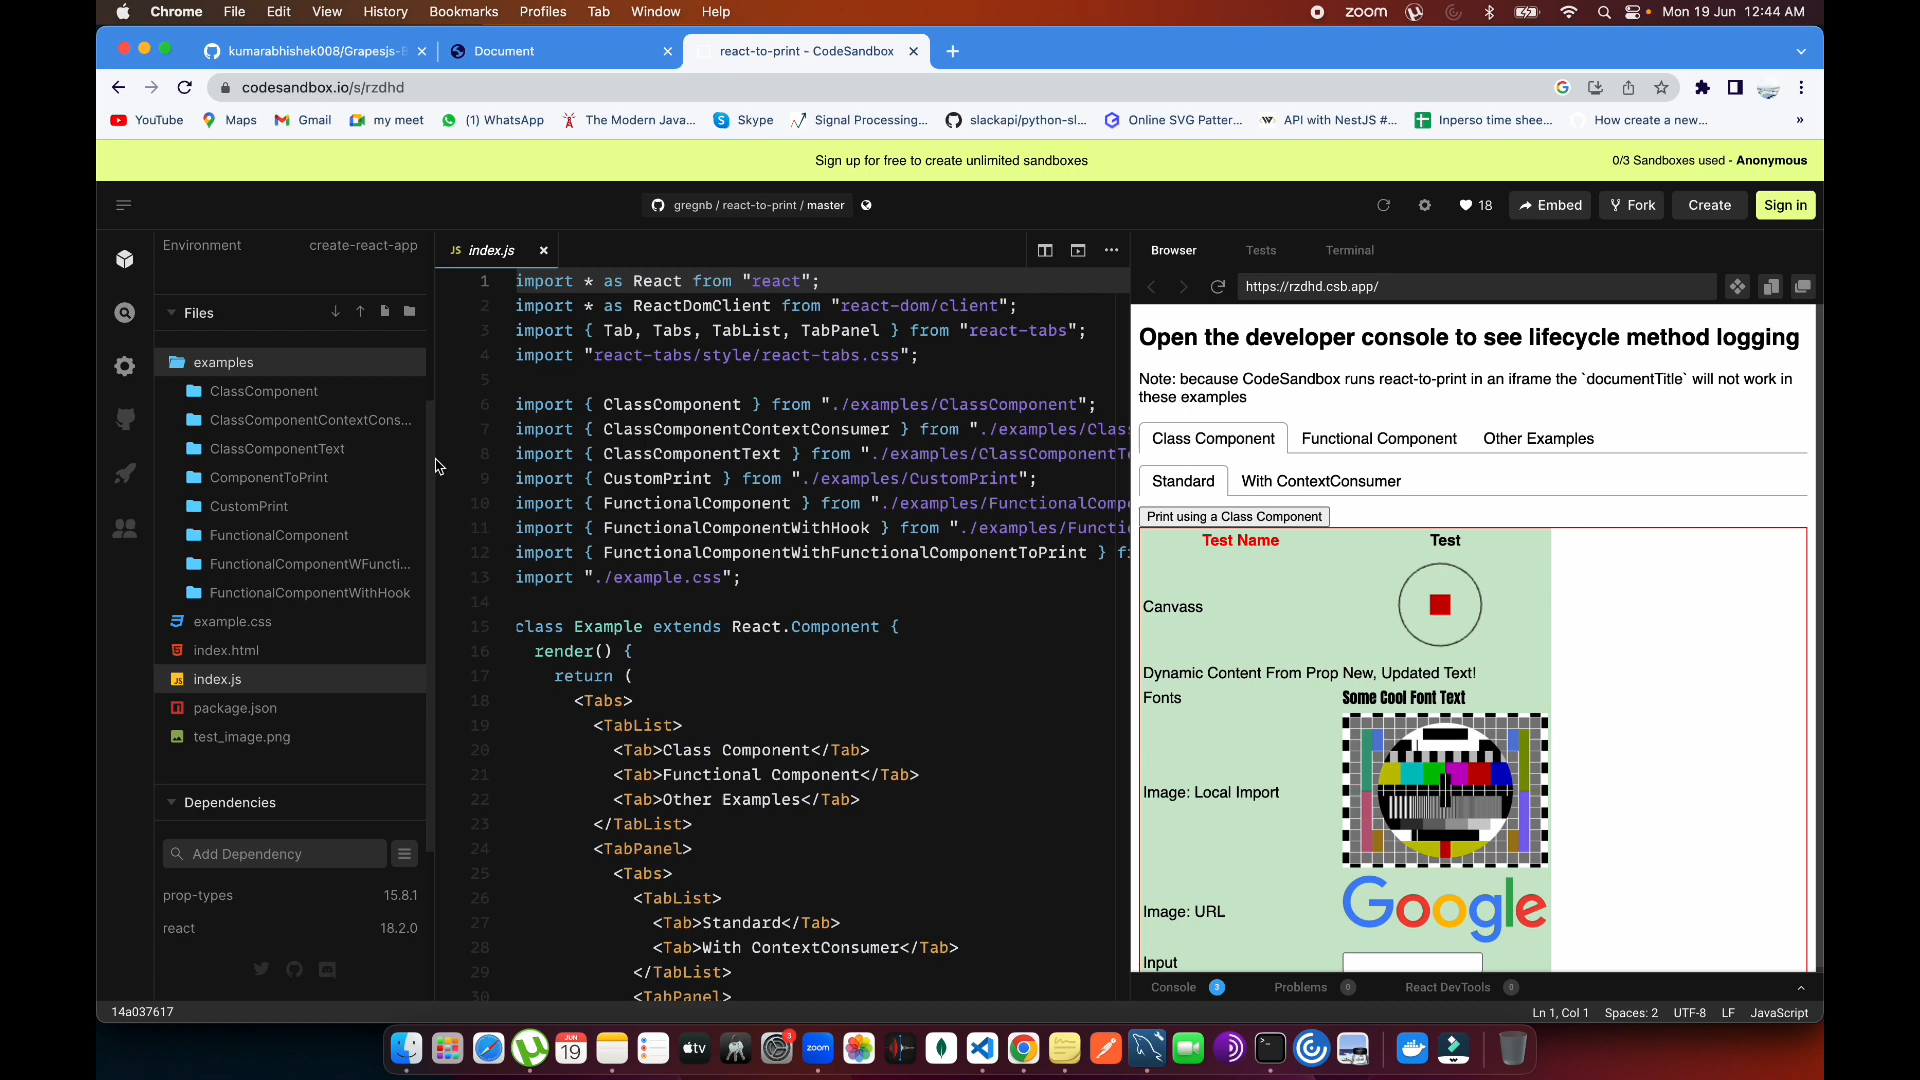 Chrome File Edit View History Bookmarks Profiles Tab Window Help
zoom Mon 19 Jun 12:44 AM
kumarabhishek008/Grapesjs-
Document
react-to-print - CodeSandbox
codesandbox.io/s/rzdhd
YouTube Maps Gmail my meet (1) WhatsApp The Modern Java... Skype Signal Processing... slackapi/python-sl... Online SVG Patter... API with NestJS #... Inperso time shee... How create a new... »
Sign up for free to create unlimited sandboxes
0/3 Sandboxes used - Anonymous
gregnb / react-to-print / master
18
Embed
Fork
Create
Sign in
Environment create-react-app
Files
examples
ClassComponent
ClassComponentContextCons...
ClassComponentText
ComponentToPrint
CustomPrint
FunctionalComponent
FunctionalComponentWFuncti...
FunctionalComponentWithHook
example.css
index.html
JS index.js
package.json
test_image.png
Dependencies
Add Dependency
prop-types 15.8.1
react 18.2.0
JS index.js
1 import * as React from "react";
2 import * as ReactDomClient from "react-dom/client";
3 import { Tab, Tabs, TabList, TabPanel } from "react-tabs";
4 import "react-tabs/style/react-tabs.css";
5
6 import { ClassComponent } from "./examples/ClassComponent";
7 import { ClassComponentContextConsumer } from "./examples/Clas
8 import { ClassComponentText } from "./examples/ClassComponentT
9 import { CustomPrint } from "./examples/CustomPrint";
10 import { FunctionalComponent } from "./examples/FunctionalComp
11 import { FunctionalComponentWithHook } from "./examples/Functi
12 import { FunctionalComponentWithFunctionalComponentToPrint } f
13 import "./example.css";
14
15 class Example extends React.Component {
16 render() {
17 return (
18 <Tabs>
19 <TabList>
20 <Tab>Class Component</Tab>
21 <Tab>Functional Component</Tab>
22 <Tab>Other Examples</Tab>
23 </TabList>
24 <TabPanel>
25 <Tabs>
26 <TabList>
27 <Tab>Standard</Tab>
28 <Tab>With ContextConsumer</Tab>
29 </TabList>
30 <TabPanel>
Browser Tests Terminal
https://rzdhd.csb.app/
Open the developer console to see lifecycle method logging
Note: because CodeSandbox runs react-to-print in an iframe the `documentTitle` will not work in
these examples
Class Component Functional Component Other Examples
Standard With ContextConsumer
Print using a Class Component
Test Name Test
Canvass
Dynamic Content From Prop New, Updated Text!
Fonts Some Cool Font Text
Image: Local Import
Image: URL Google
Input
Console 3 Problems 0 React DevTools 0
14a037617
Ln 1, Col 1 Spaces: 2 UTF-8 LF JavaScript
JUN
19
tv
3
zoom